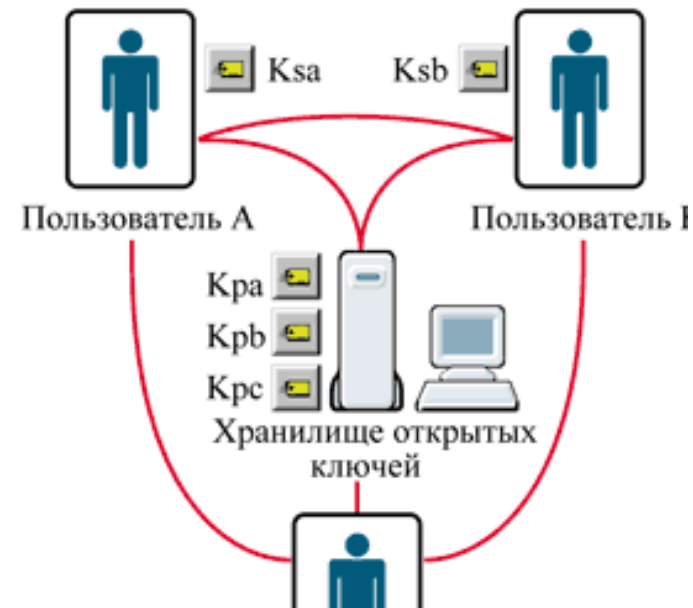 Ksa
Ksb
Пользователь А
Пользователь
Kpa
Kpb
Kpc
Хранилище открытых
ключей